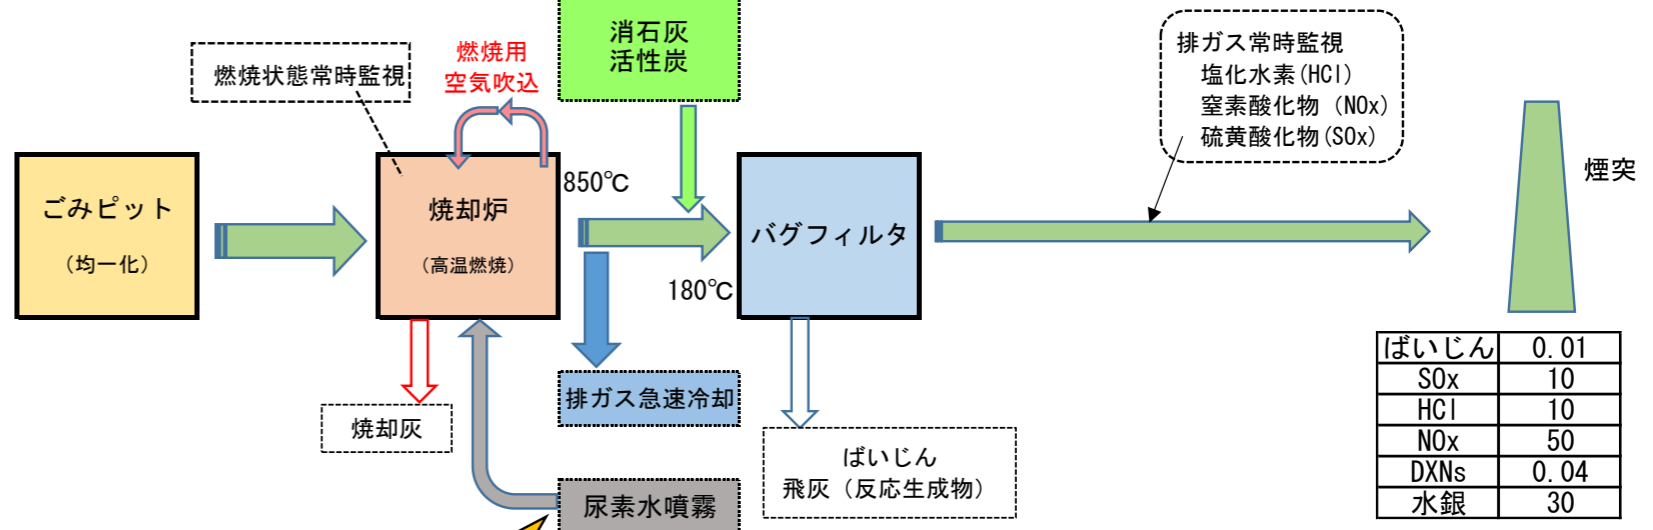 消石灰
活性炭
燃焼用
空気吹込
燃焼状態常時監視
排ガス常時監視
塩化水素(HCl)
窒素酸化物（NOx）
硫黄酸化物(SOx)
煙突
ごみピット
（均一化）
焼却炉
（高温燃焼）
850℃
180℃
バグフィルタ
排ガス急速冷却
焼却灰
尿素水噴霧
ばいじん
飛灰（反応生成物）
ばいじん 0.01
SOx 10
HCl 10
NOx 50
DXNs 0.04
水銀 30